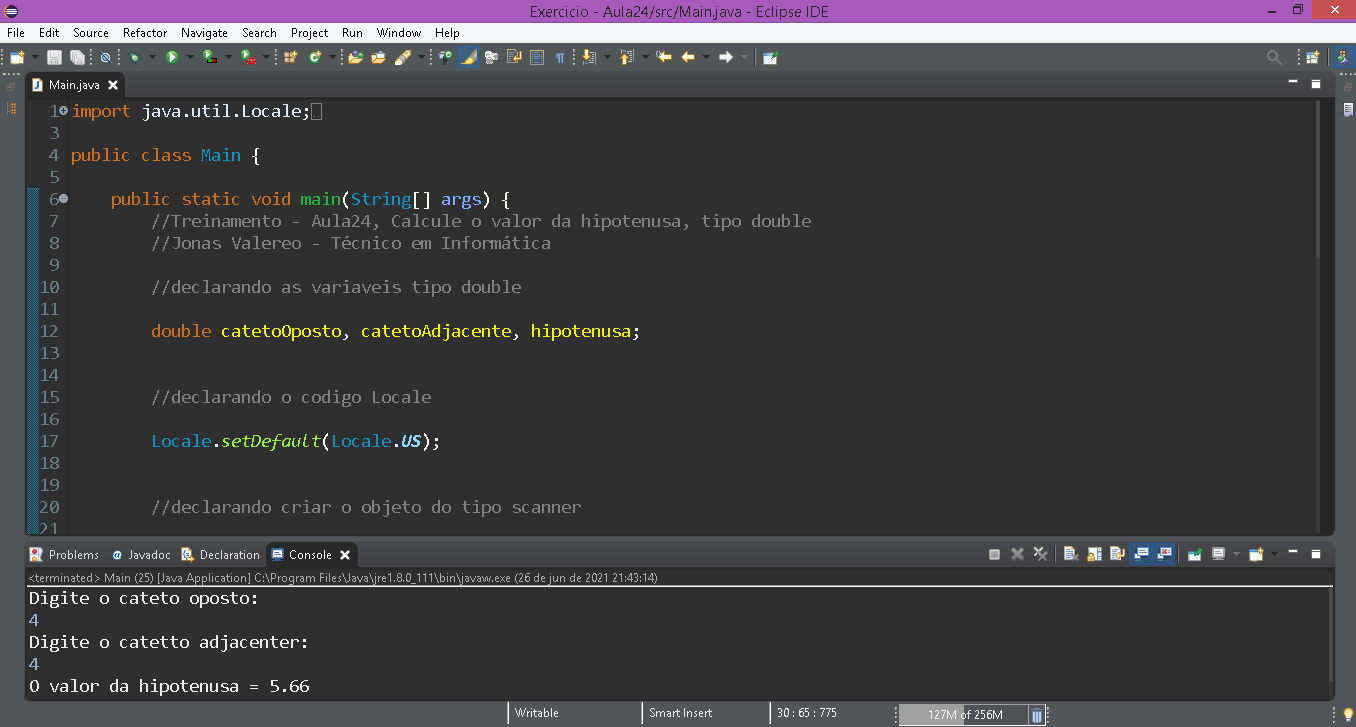 Exercicio - Aula24/src/Main.java - Eclipse IDE
File Edit Source Refactor Navigate Search Project Run Window Help
Main.java
1 import java.util.Locale;
3
4 public class Main {
5
6 public static void main(String[] args) {
7 //Treinamento - Aula24, Calcule o valor da hipotenusa, tipo double
8 //Jonas Valereo - Técnico em Informática
9
10 //declarando as variaveis tipo double
11
12 double catetoOposto, catetoAdjacente, hipotenusa;
13
14
15 //declarando o codigo Locale
16
17 Locale.setDefault(Locale.US);
18
19
20 //declarando criar o objeto do tipo scanner
21
Problems Javadoc Declaration Console
<terminated> Main (25) [Java Application] C:\Program Files\Java\jre1.8.0_111\bin\javaw.exe (26 de jun de 2021 21:43:14)
Digite o cateto oposto:
4
Digite o catetto adjacenter:
4
O valor da hipotenusa = 5.66
Writable Smart Insert 30 : 65 : 775 127M of 256M